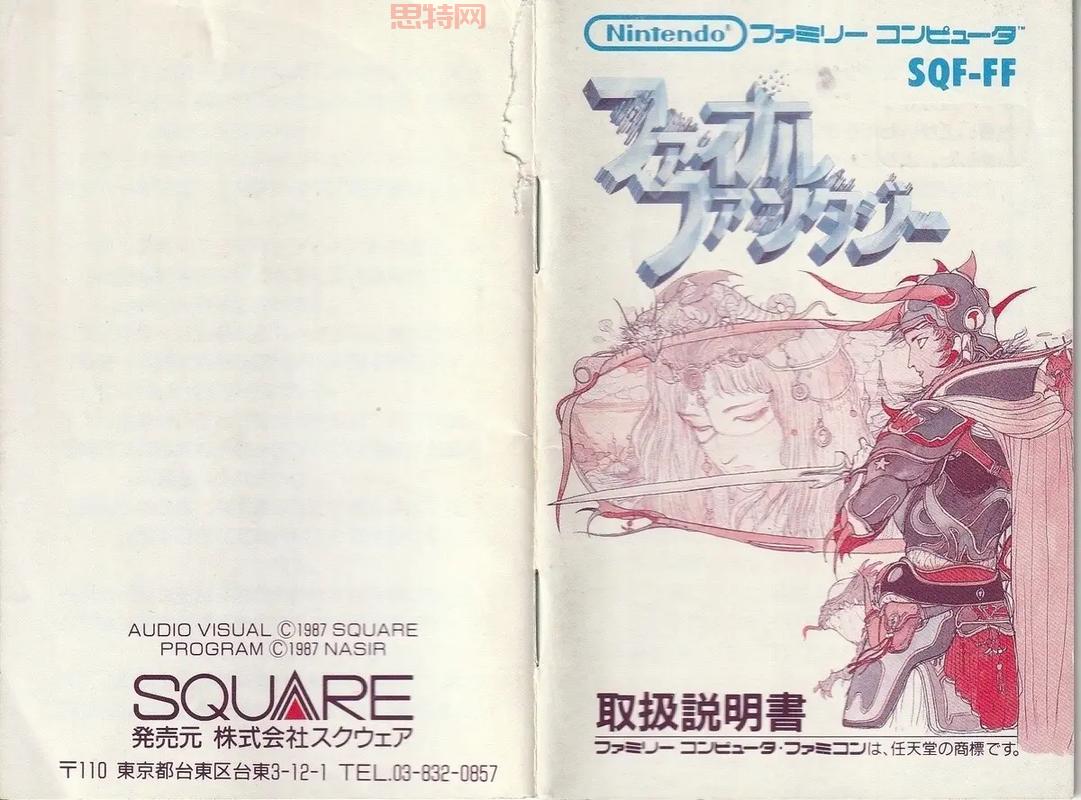 思特网
AUDIO VISUAL ©1987 SQUARE
PROGRAM ©1987 NASIR
SQUARE
発売元 株式会社スクウェア
〒110 東京都台東区台東3-12-1 TEL.03-832-0857
Nintendo® ファミリー コンピュータ™
SQF-FF
ファイナル
ファンタジー
取扱説明書
ファミリー コンピュータ・ファミコンは、任天堂の商標です。